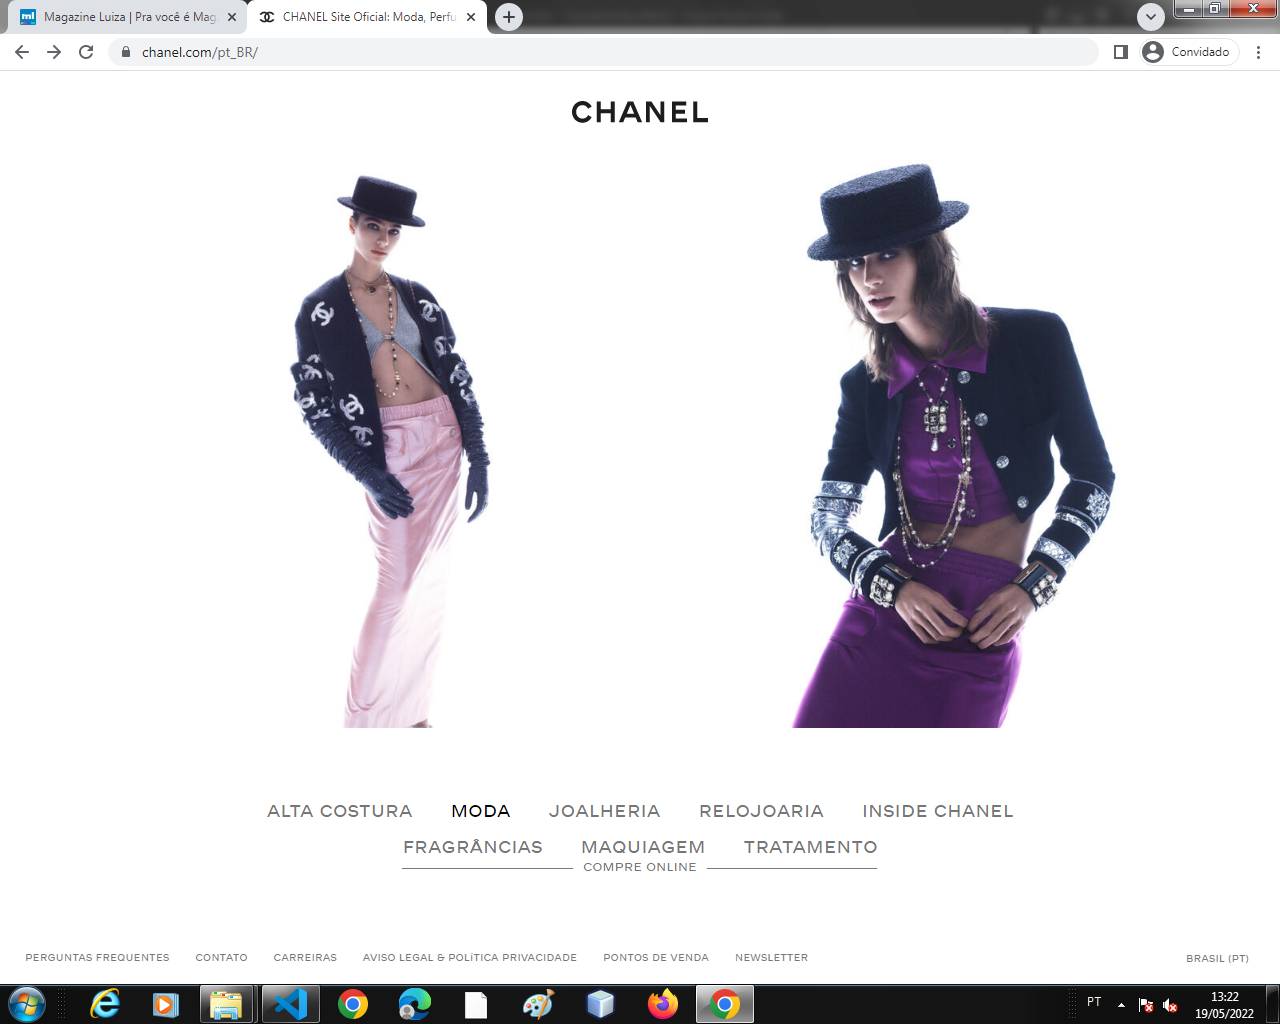 Magazine Luiza | Pra você é Mag
CHANEL Site Oficial: Moda, Perfu
chanel.com/pt_BR/
Convidado
CHANEL
ALTA COSTURA MODA JOALHERIA RELOJOARIA INSIDE CHANEL
FRAGRÂNCIAS MAQUIAGEM TRATAMENTO
COMPRE ONLINE
PERGUNTAS FREQUENTES CONTATO CARREIRAS AVISO LEGAL & POLÍTICA PRIVACIDADE PONTOS DE VENDA NEWSLETTER BRASIL (PT)
PT 13:22
19/05/2022